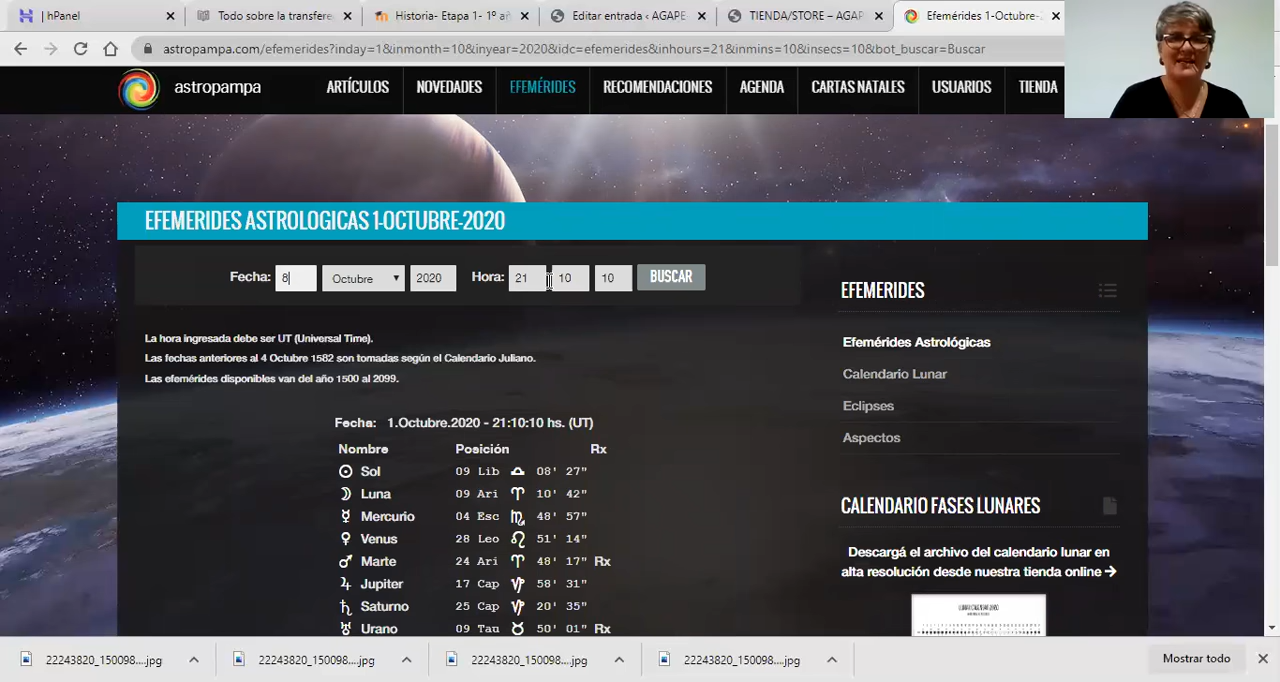 hPanel
Todo sobre la transfere
Historia- Etapa 1- 1º añ
Editar entrada ‹ AGAPE
TIENDA/STORE – AGAP
Efemérides 1-Octubre-
astropampa.com/efemerides?inday=1&inmonth=10&inyear=2020&idc=efemerides&inhours=21&inmins=10&insecs=10&bot_buscar=Buscar
astropampa
ARTÍCULOS NOVEDADES EFEMÉRIDES RECOMENDACIONES AGENDA CARTAS NATALES USUARIOS TIENDA
EFEMERIDES ASTROLOGICAS 1-OCTUBRE-2020
Fecha: 8 Octubre 2020 Hora: 21 10 10 BUSCAR
La hora ingresada debe ser UT (Universal Time).
Las fechas anteriores al 4 Octubre 1582 son tomadas según el Calendario Juliano.
Las efemérides disponibles van del año 1500 al 2099.
Fecha: 1.Octubre.2020 - 21:10:10 hs. (UT)
Nombre Posición Rx
☉ Sol 09 Lib ♎ 08' 27"
☽ Luna 09 Ari ♈ 10' 42"
☿ Mercurio 04 Esc ♏ 48' 57"
♀ Venus 28 Leo ♌ 51' 14"
♂ Marte 24 Ari ♈ 48' 17" Rx
♃ Jupiter 17 Cap ♑ 58' 31"
♄ Saturno 25 Cap ♑ 20' 35"
♅ Urano 09 Tau ♉ 50' 01" Rx
EFEMERIDES
Efemérides Astrológicas
Calendario Lunar
Eclipses
Aspectos
CALENDARIO FASES LUNARES
Descargá el archivo del calendario lunar en
alta resolución desde nuestra tienda online →
22243820_150098....jpg
22243820_150098....jpg
22243820_150098....jpg
22243820_150098....jpg
Mostrar todo